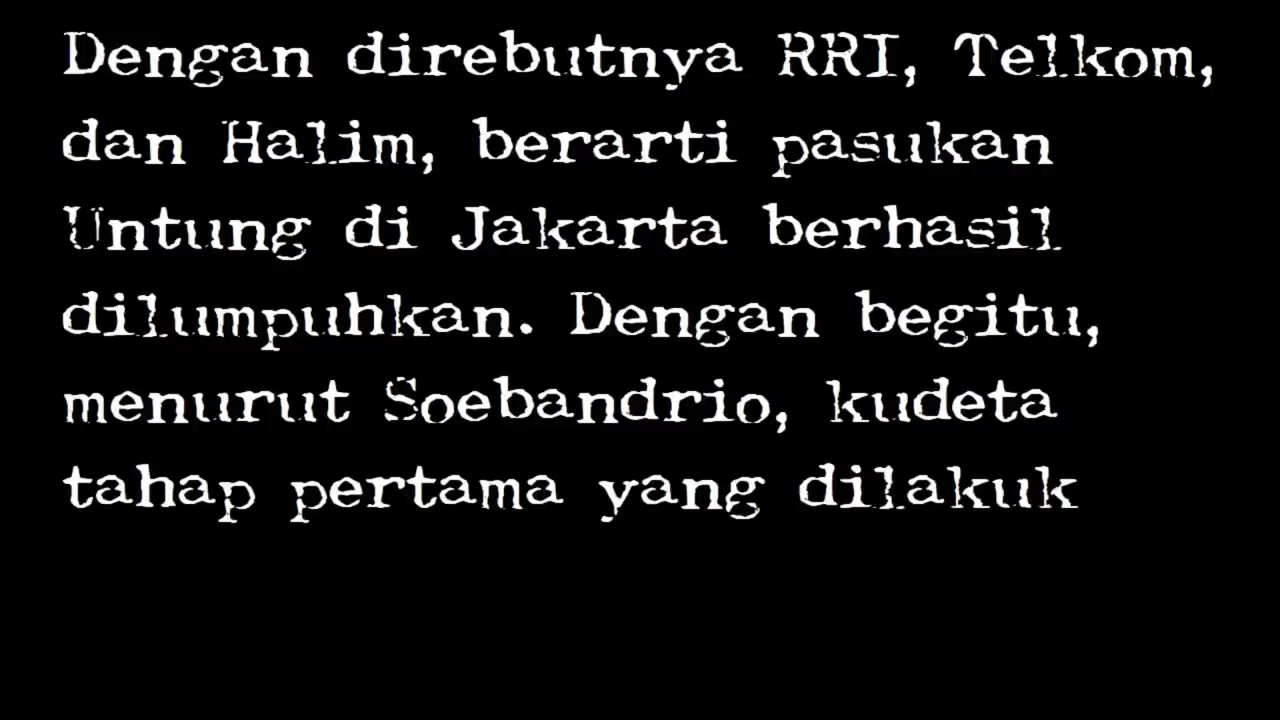 Dengan direbutnya RRI, Telkom,
dan Halim, berarti pasukan
Untung di Jakarta berhasil
dilumpuhkan. Dengan begitu,
menurut Soebandrio, kudeta
tahap pertama yang dilakuk